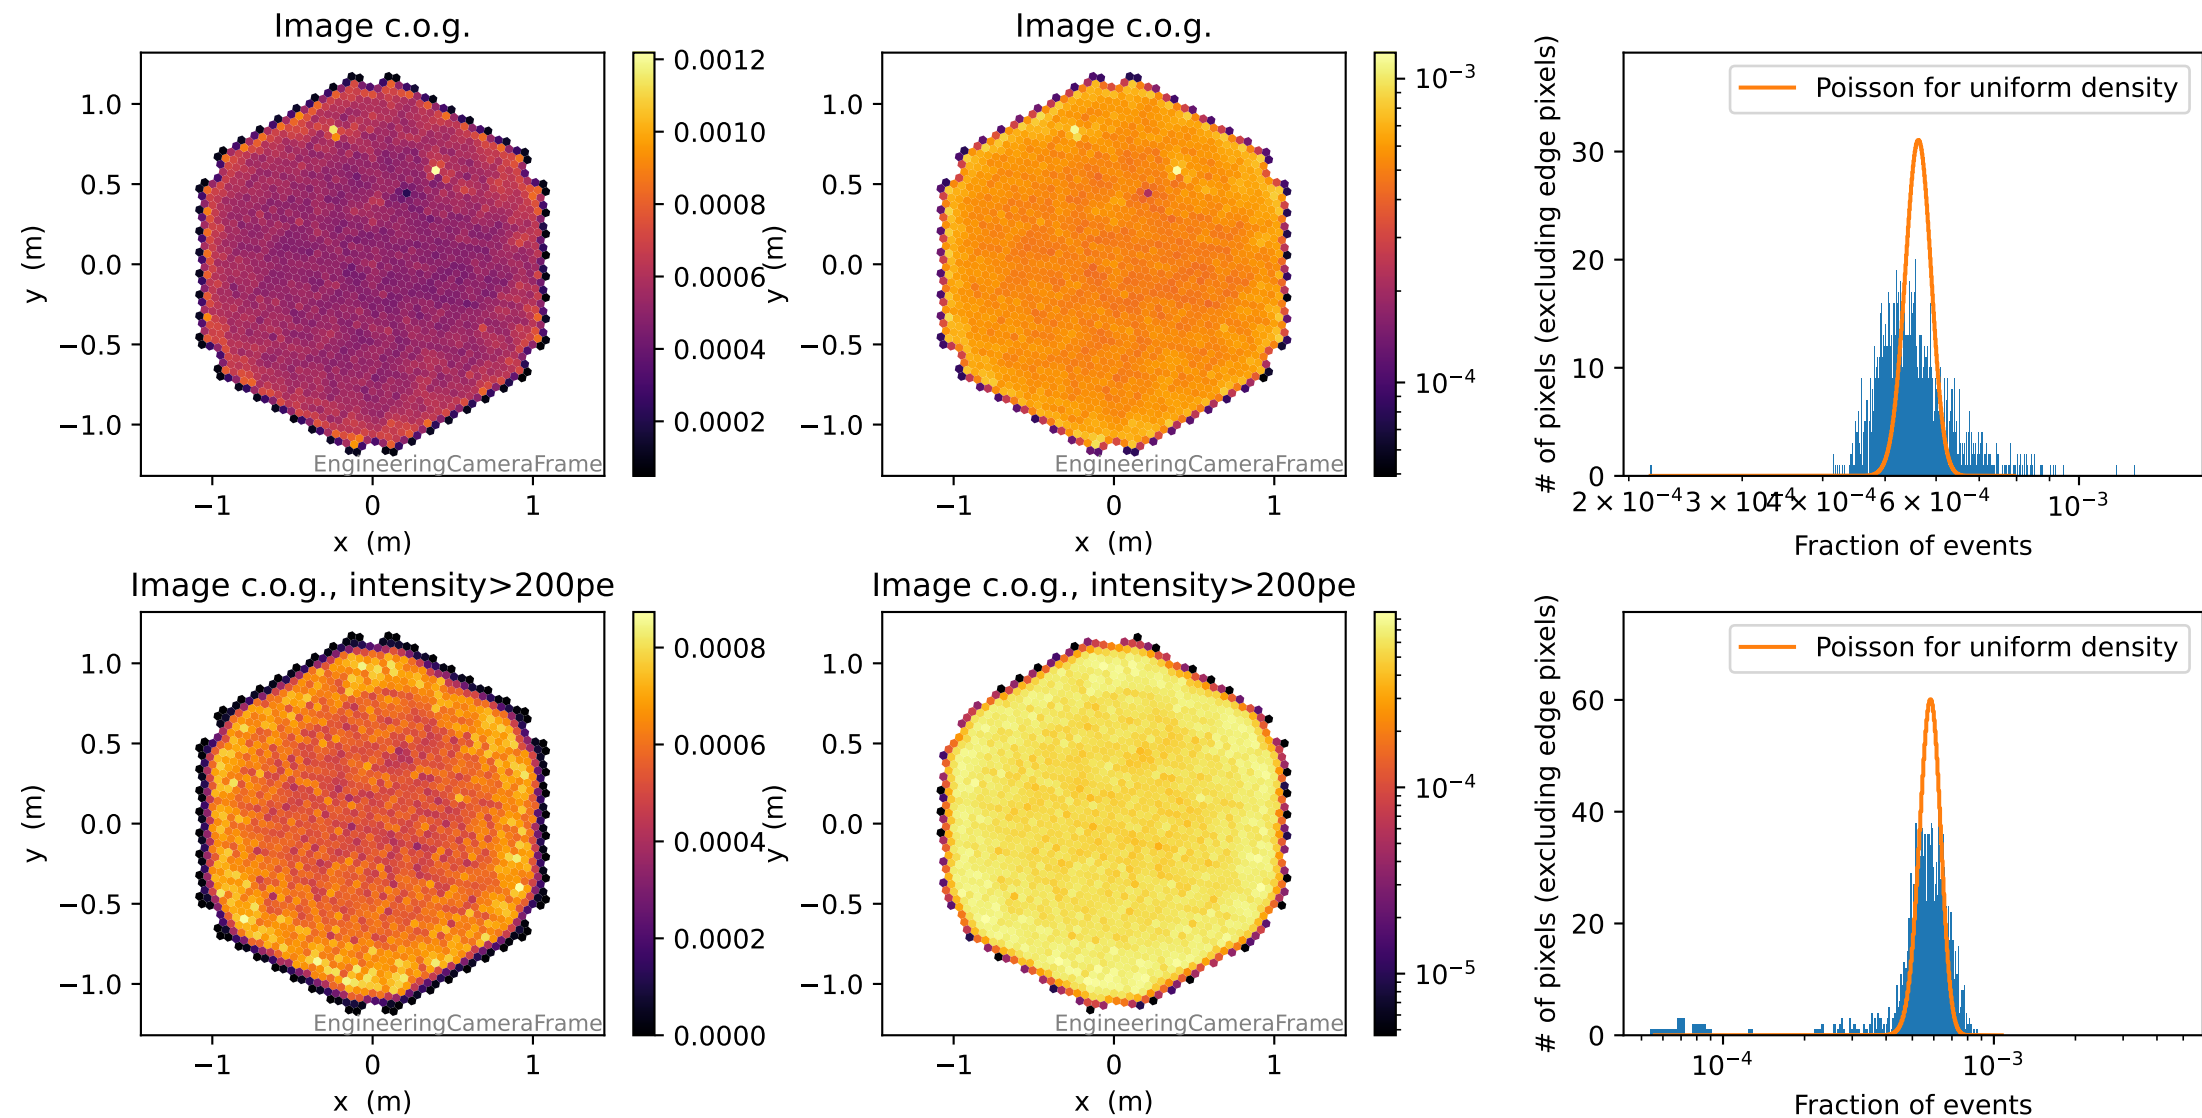 Image c.o.g.
y (m)
1.0
0.5
0.0
−0.5
−1.0
−1
0
1
x (m)
EngineeringCameraFrame
0.0012
0.0010
0.0008
0.0006
0.0004
0.0002
Image c.o.g.
y (m)
1.0
0.5
0.0
−0.5
−1.0
−1
0
1
x (m)
EngineeringCameraFrame
10⁻³
10⁻⁴
# of pixels (excluding edge pixels)
30
20
10
0
Poisson for uniform density
2 × 10⁻⁴
3 × 10⁻⁴
4 × 10⁻⁴
6 × 10⁻⁴
10⁻³
Fraction of events
Image c.o.g., intensity>200pe
y (m)
1.0
0.5
0.0
−0.5
−1.0
−1
0
1
x (m)
EngineeringCameraFrame
0.0008
0.0006
0.0004
0.0002
0.0000
Image c.o.g., intensity>200pe
y (m)
1.0
0.5
0.0
−0.5
−1.0
−1
0
1
x (m)
EngineeringCameraFrame
10⁻⁴
10⁻⁵
# of pixels (excluding edge pixels)
60
40
20
0
Poisson for uniform density
10⁻⁴
10⁻³
Fraction of events